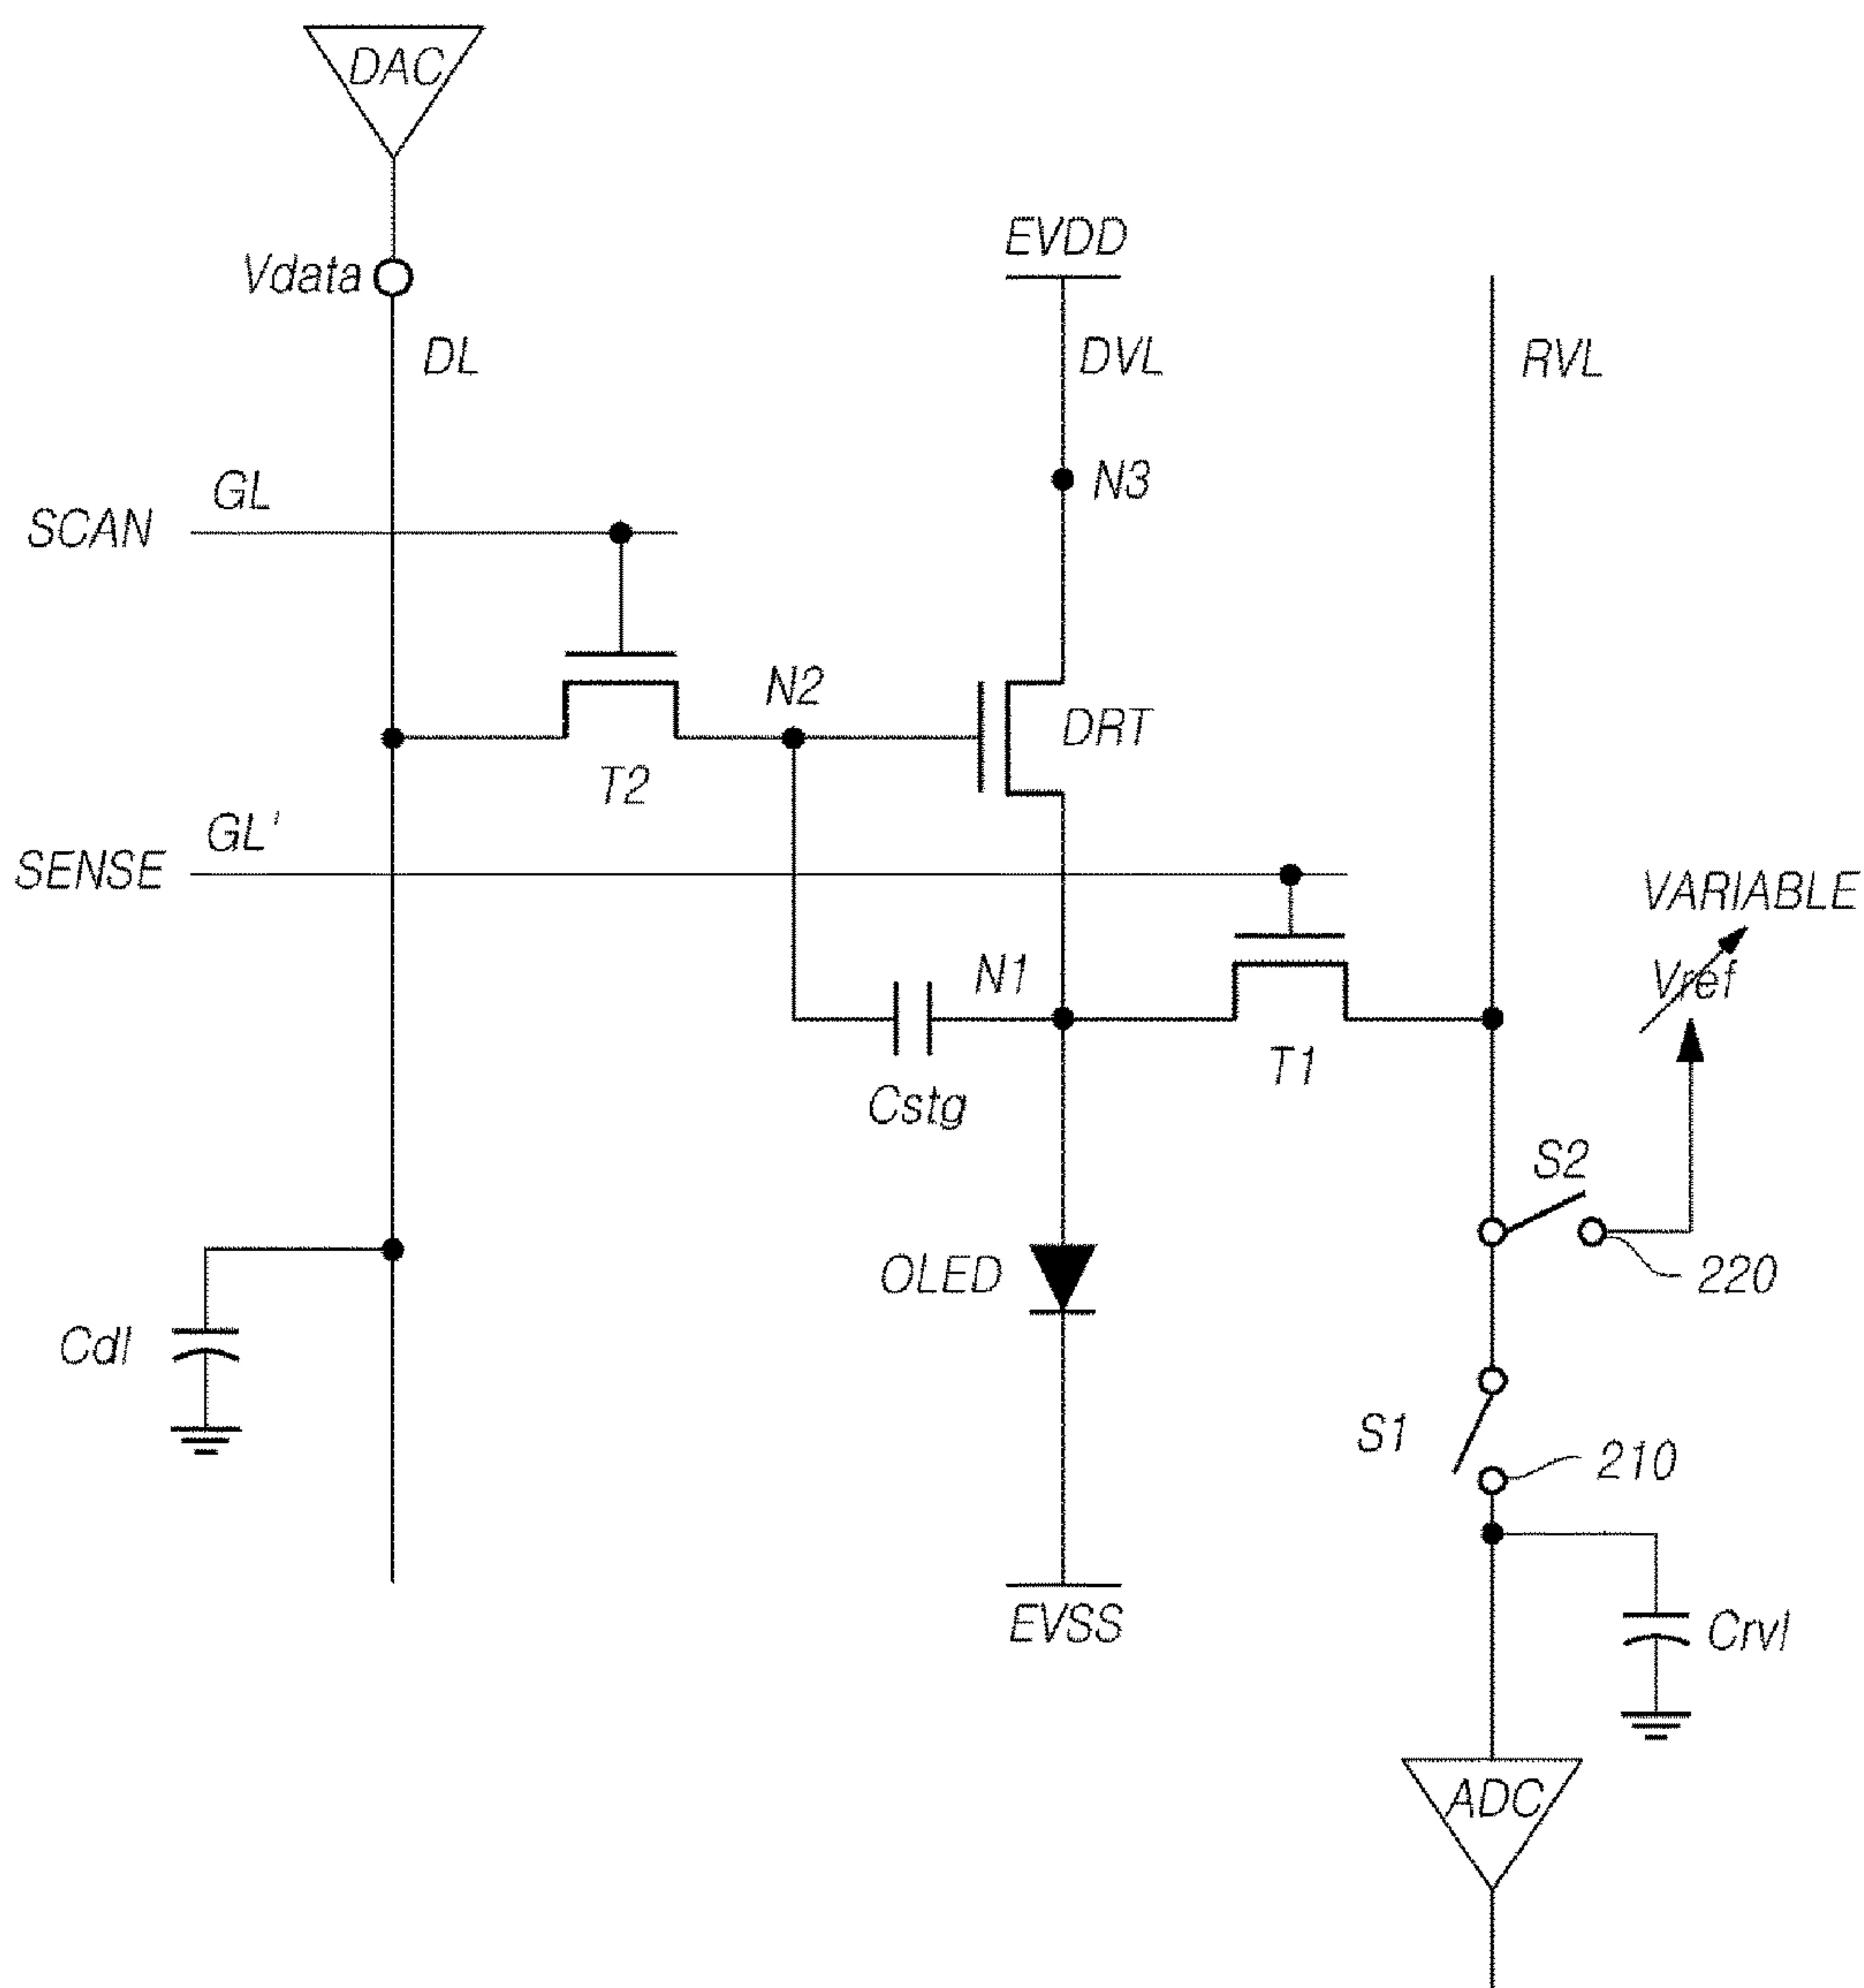 DAC
EVDD
Vdata
DL
DVL
RVL
N3
GL
SCAN
N2
DRT
T2
GL'
SENSE
VARIABLE
N1
Vref
T1
Cstg
S2
OLED
220
Cdl
S1
210
EVSS
Crvl
ADC